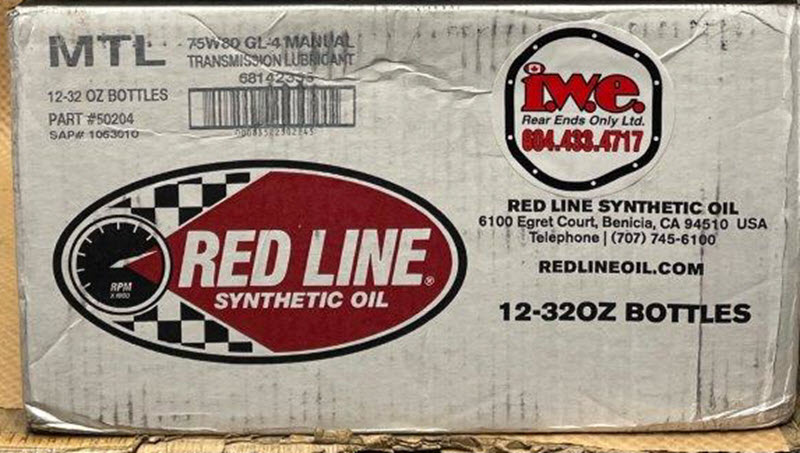 MTL
75W80 GL-4 MANUAL
TRANSMISSION LUBRICANT
12-32 OZ BOTTLES
PART #50204
SAP# 1063010
i.w.e.
Rear Ends Only Ltd.
604.433.4717
RED LINE SYNTHETIC OIL
6100 Egret Court, Benicia, CA 94510 USA
Telephone | (707) 745-6100
REDLINEOIL.COM
12-32OZ BOTTLES
RPM
X 1000
RED LINE®
SYNTHETIC OIL